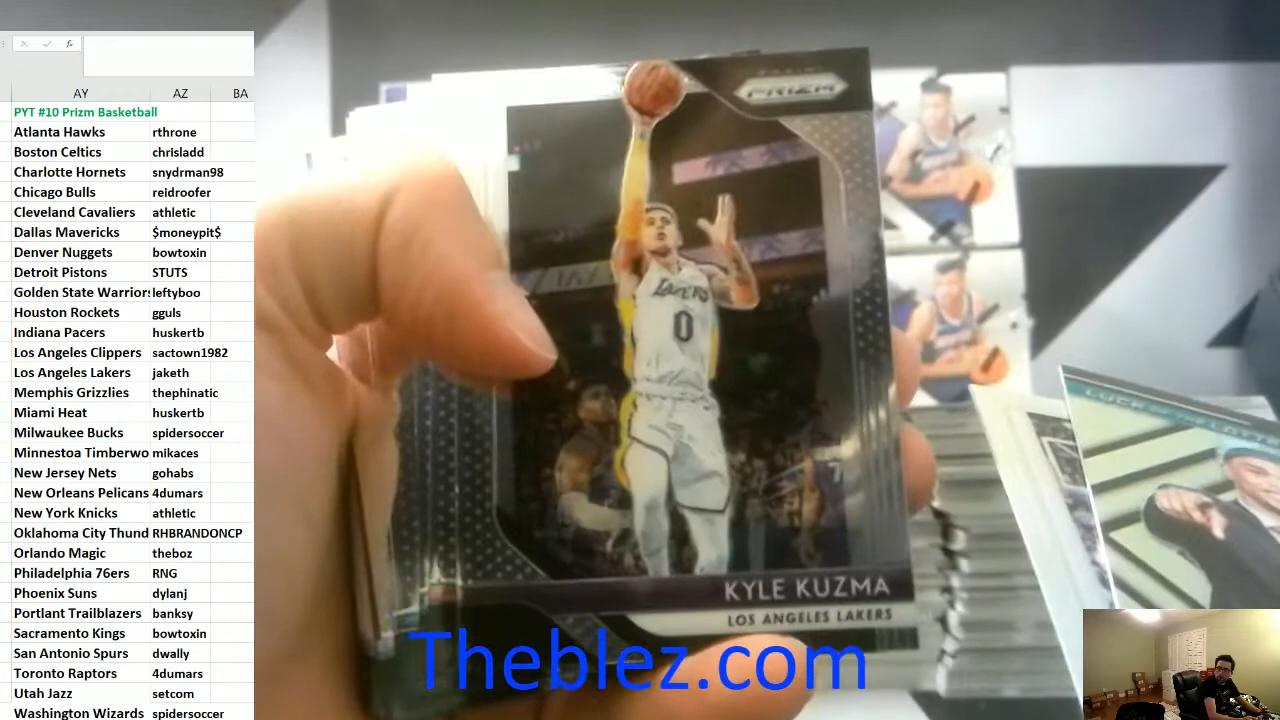 fx
AY AZ BA
PYT #10 Prizm Basketball
Atlanta Hawks rthrone
Boston Celtics chrisladd
Charlotte Hornets snydrman98
Chicago Bulls reidroofer
Cleveland Cavaliers athletic
Dallas Mavericks $moneypit$
Denver Nuggets bowtoxin
Detroit Pistons STUTS
Golden State Warriors leftyboo
Houston Rockets gguls
Indiana Pacers huskertb
Los Angeles Clippers sactown1982
Los Angeles Lakers jaketh
Memphis Grizzlies thephinatic
Miami Heat huskertb
Milwaukee Bucks spidersoccer
Minnestoa Timberwo mikaces
New Jersey Nets gohabs
New Orleans Pelicans 4dumars
New York Knicks athletic
Oklahoma City Thund RHBRANDONCP
Orlando Magic theboz
Philadelphia 76ers RNG
Phoenix Suns dylanj
Portlant Trailblazers banksy
Sacramento Kings bowtoxin
San Antonio Spurs dwally
Toronto Raptors 4dumars
Utah Jazz setcom
Washington Wizards spidersoccer
PANINI
PRIZM
LAKERS
0
KYLE KUZMA
LOS ANGELES LAKERS
LUCK OF THE LOTTERY
Theblez.com